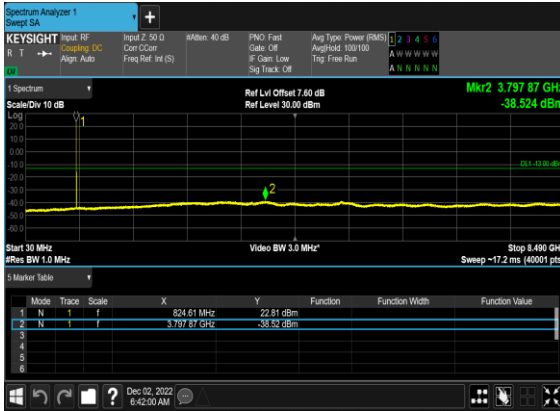 Spectrum Analyzer 1
Swept SA
+
KEYSIGHT Input: RF Input Z: 50 Ω #Atten: 40 dB PNO: Fast Avg Type: Power (RMS) 1 2 3 4 5 6
R T Coupling: DC Corr CCorr Gate: Off Avg|Hold: 100/100 A W W W W W
Align: Auto Freq Ref: Int (S) IF Gain: Low Trig: Free Run
Sig Track: Off A N N N N N
1 Spectrum Ref Lvl Offset 7.60 dB Mkr2 3.797 87 GHz
Scale/Div 10 dB Ref Level 30.00 dBm -38.524 dBm
Log
20.0
1
10.0
0.00
-10.0
DL1 -13.00 dBm
-20.0
-30.0
2
-40.0
-50.0
-60.0
Start 30 MHz Video BW 3.0 MHz* Stop 8.490 GH
#Res BW 1.0 MHz Sweep ~17.2 ms (40001 pts
5 Marker Table
Mode Trace Scale X Y Function Function Width Function Value
1 N 1 f 824.61 MHz 22.81 dBm
2 N 1 f 3.797 87 GHz -38.52 dBm
3
4
5
6
? Dec 02, 2022
6:42:00 AM